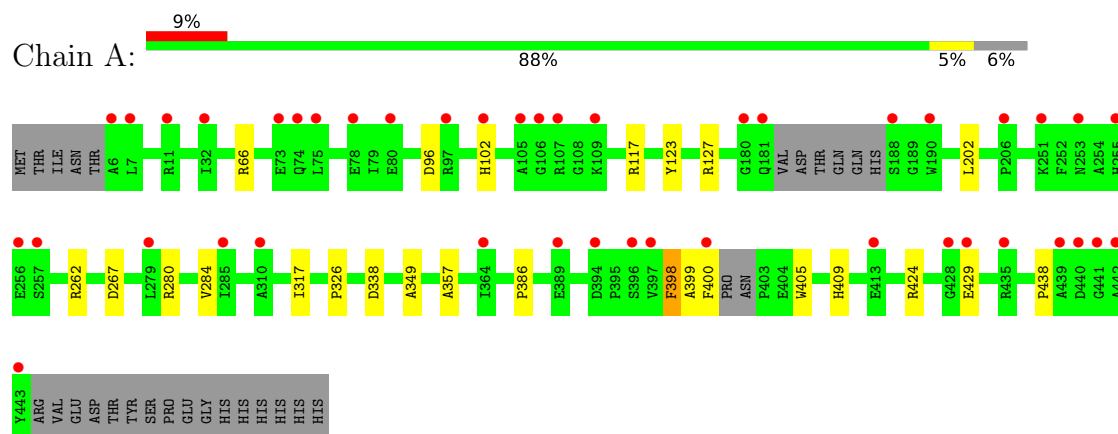 9%
Chain A:
88% 5% 6%
MET THR ILE ASN THR A6 L7 R11 I32 R66 E73 Q74 L75 E78 I79 E80 D96 R97 H102 A105 G106 R107 G108 K109 R117 Y123 R127 G180 Q181 VAL ASP THR GLN GLN HIS S188 G189 W190 L202 P206 K251 F252 N253 A254 H255
E256 S257 R262 D267 L279 R280 V284 I285 A310 I317 P326 D338 A349 A357 I364 P386 E389 D394 P395 S396 V397 F398 A399 F400 PRO ASN P403 E404 W405 H409 E413 R424 G428 E429 R435 P438 A439 D440 G441 A442
Y443 ARG VAL GLU ASP THR TYR SER PRO GLU GLY HIS HIS HIS HIS HIS HIS